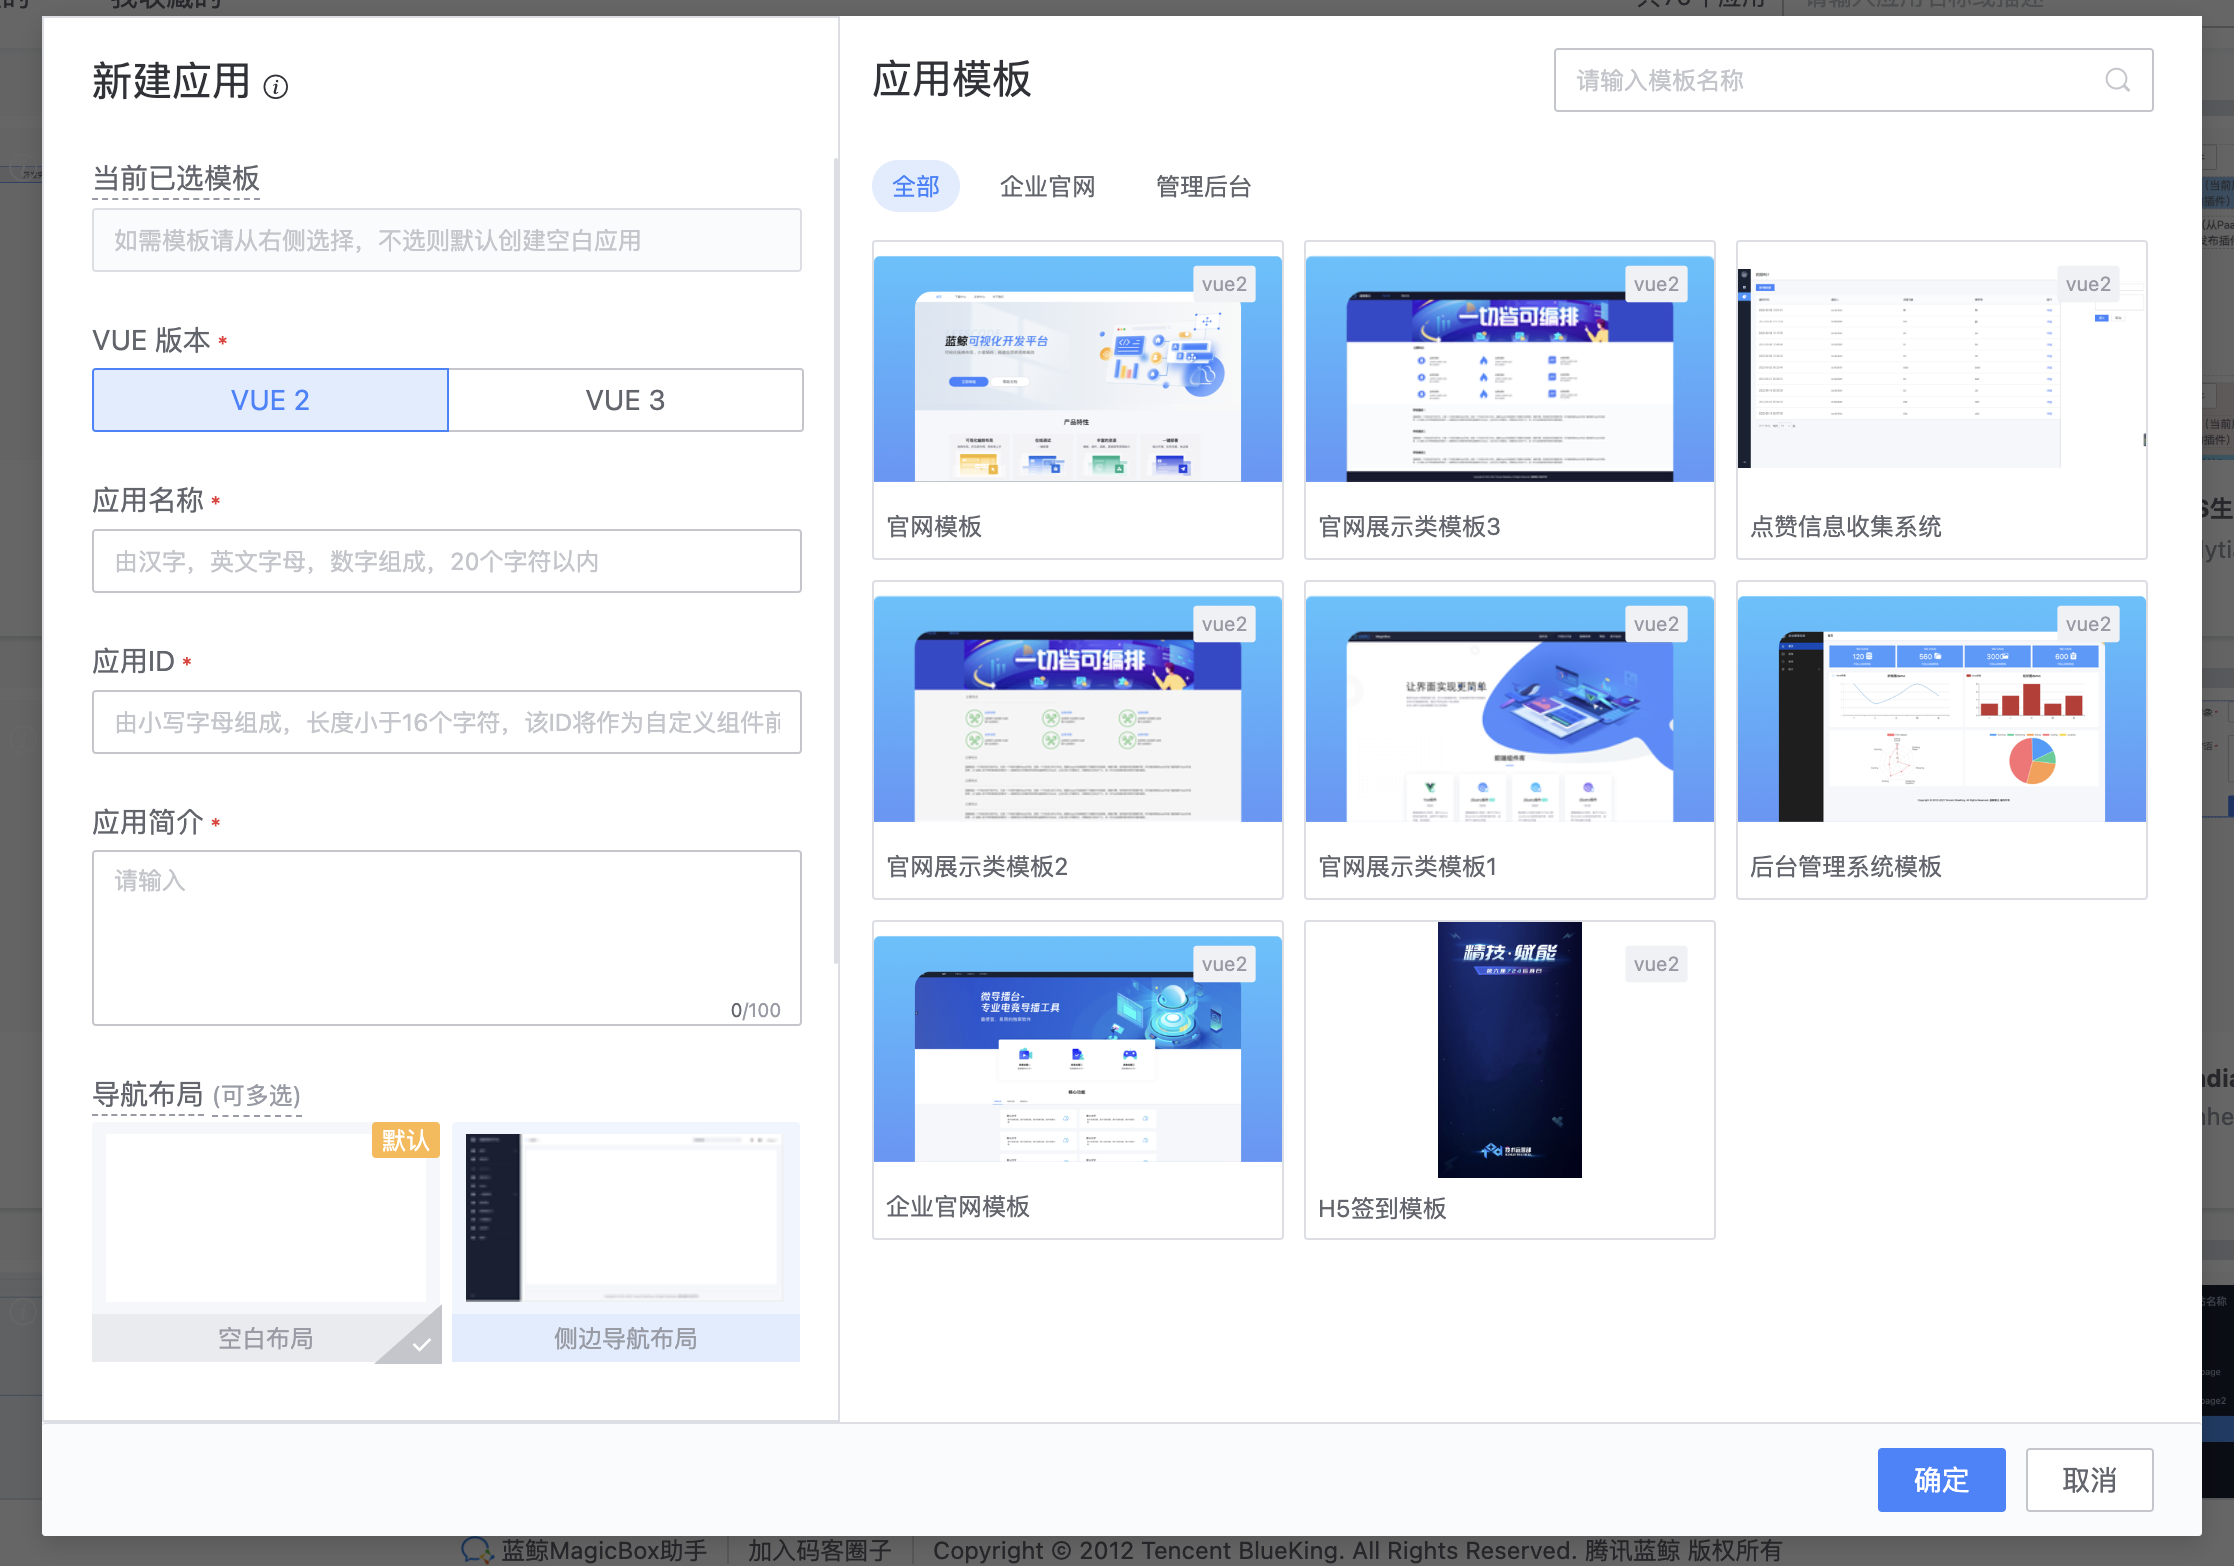 新建应用
当前已选模板
如需模板请从右侧选择，不选则默认创建空白应用
VUE 版本 *
VUE 2
VUE 3
应用名称 *
由汉字，英文字母，数字组成，20个字符以内
应用ID *
由小写字母组成，长度小于16个字符，该ID将作为自定义组件前
应用简介 *
请输入
0/100
导航布局 (可多选)
默认
空白布局
侧边导航布局
应用模板
请输入模板名称
全部
企业官网
管理后台
vue2
蓝鲸可视化开发平台
产品特性
官网模板
vue2
一切皆可编排
官网展示类模板3
vue2
点赞信息收集系统
vue2
一切皆可编排
官网展示类模板2
vue2
让界面实现更简单
前端组件库
官网展示类模板1
vue2
120
560
3000
600
后台管理系统模板
vue2
微导播台-
专业电竞导播工具
核心功能
企业官网模板
vue2
精技·赋能
H5签到模板
确定
取消
蓝鲸MagicBox助手
加入码客圈子
Copyright © 2012 Tencent BlueKing. All Rights Reserved. 腾讯蓝鲸 版权所有